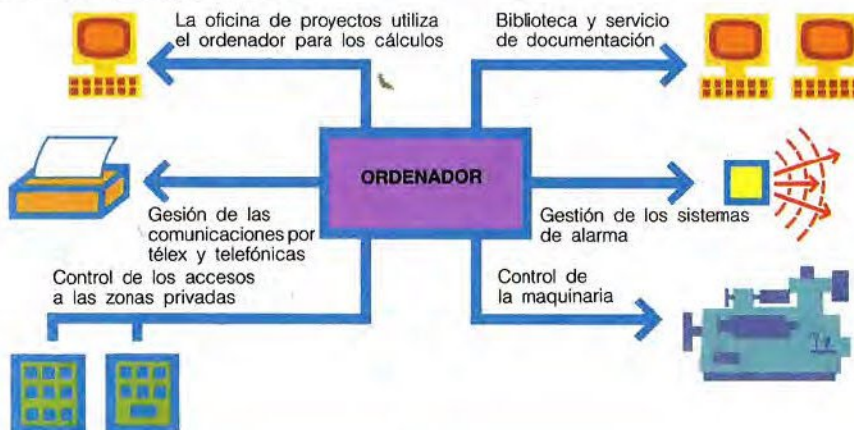 La oficina de proyectos utiliza
el ordenador para los cálculos
Biblioteca y servicio
de documentación
ORDENADOR
Gesión de las
comunicaciones por
télex y telefónicas
Gestión de los sistemas
de alarma
Control de los accesos
a las zonas privadas
Control de
la maquinaria